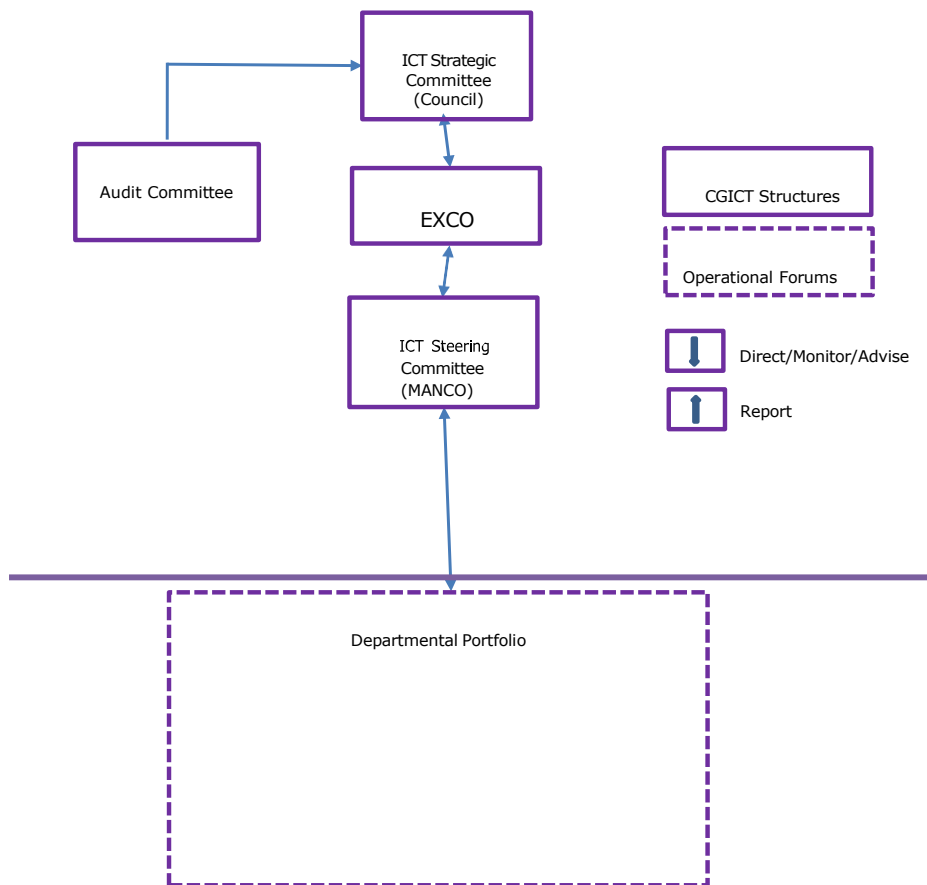 ICT Strategic
Committee
(Council)
Audit Committee
EXCO
CGICT Structures
Operational Forums
ICT Steering
Committee
(MANCO)
Direct/Monitor/Advise
Report
Departmental Portfolio